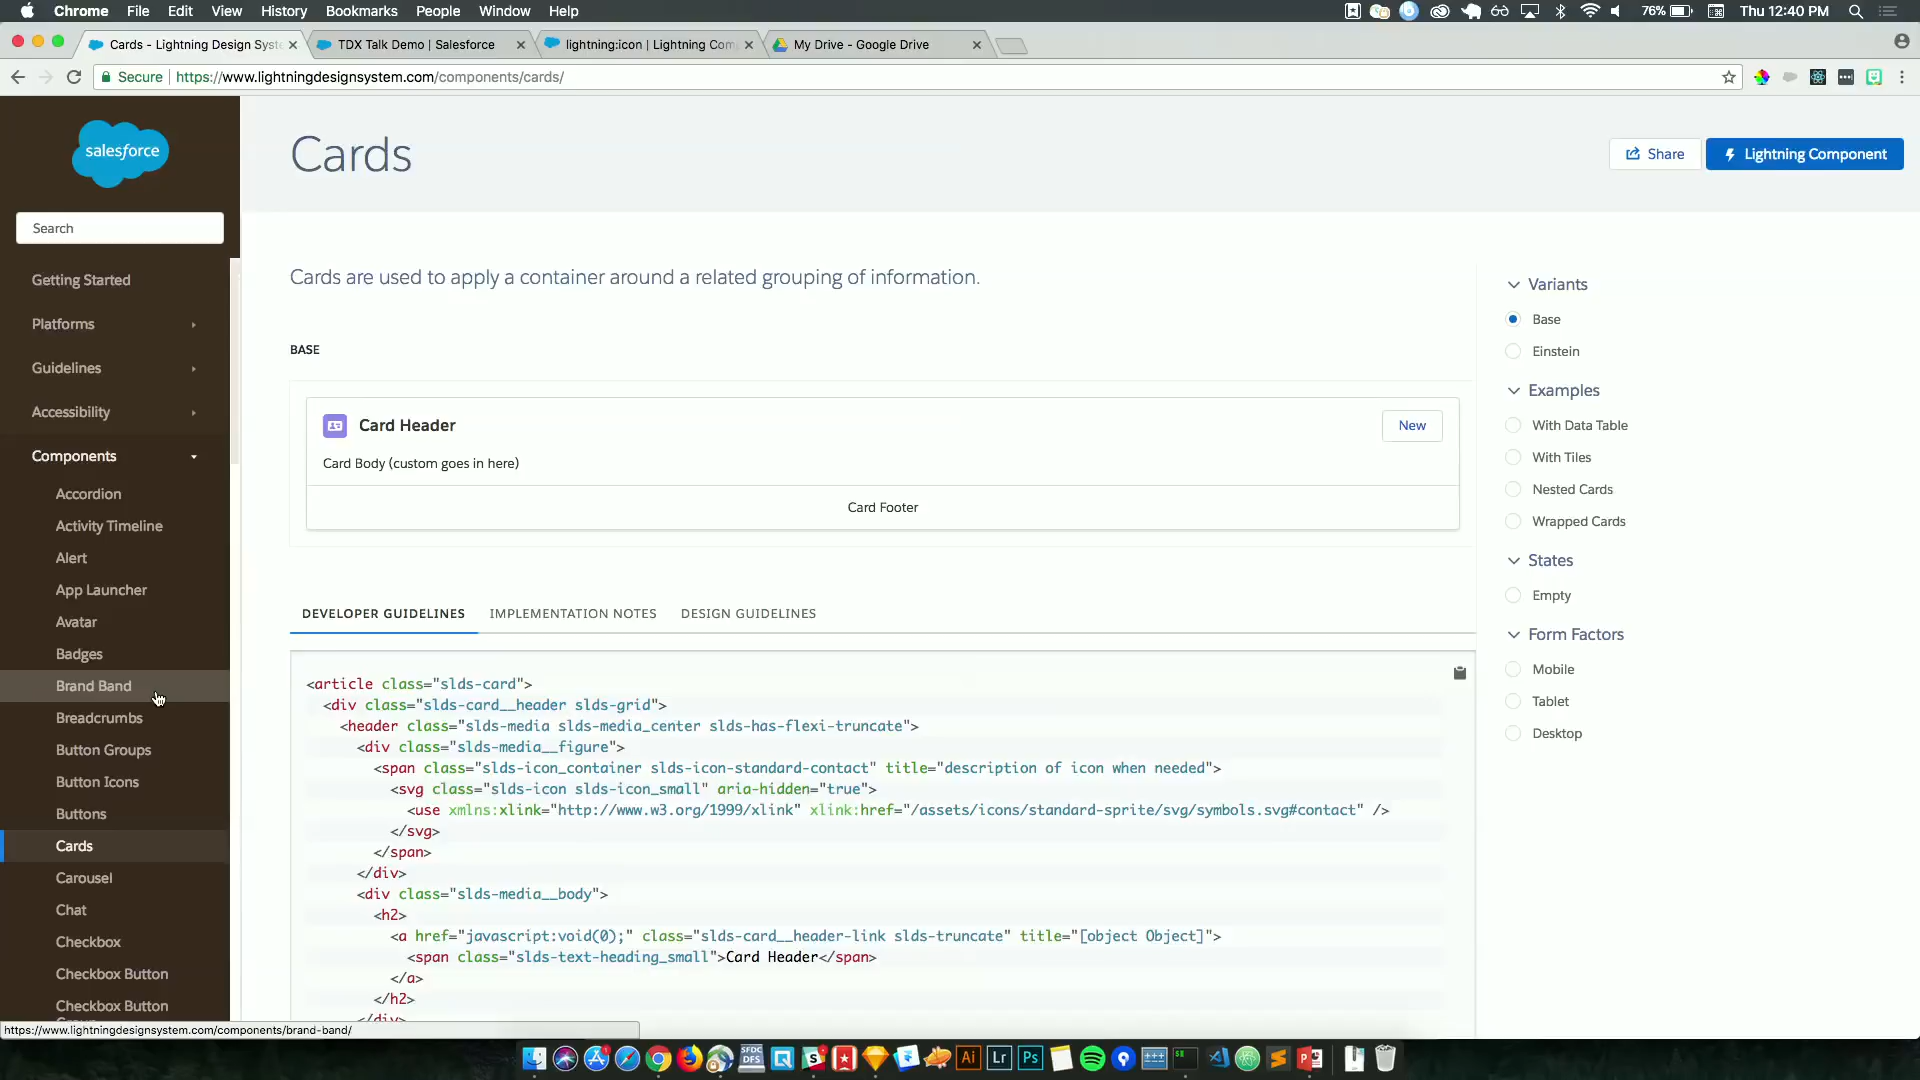 Chrome File Edit View History Bookmarks People Window Help 76% Thu 12:40 PM
Cards - Lightning Design Syste TDX Talk Demo | Salesforce lightning:icon | Lightning Com My Drive - Google Drive
Secure https://www.lightningdesignsystem.com/components/cards/
salesforce
Search
Getting Started
Platforms
Guidelines
Accessibility
Components
Accordion
Activity Timeline
Alert
App Launcher
Avatar
Badges
Brand Band
Breadcrumbs
Button Groups
Button Icons
Buttons
Cards
Carousel
Chat
Checkbox
Checkbox Button
Checkbox Button
https://www.lightningdesignsystem.com/components/brand-band/
Cards
Share
Lightning Component
Cards are used to apply a container around a related grouping of information.
BASE
Card Header
New
Card Body (custom goes in here)
Card Footer
DEVELOPER GUIDELINES IMPLEMENTATION NOTES DESIGN GUIDELINES
<article class="slds-card">
<div class="slds-card__header slds-grid">
<header class="slds-media slds-media_center slds-has-flexi-truncate">
<div class="slds-media__figure">
<span class="slds-icon_container slds-icon-standard-contact" title="description of icon when needed">
<svg class="slds-icon slds-icon_small" aria-hidden="true">
<use xmlns:xlink="http://www.w3.org/1999/xlink" xlink:href="/assets/icons/standard-sprite/svg/symbols.svg#contact" />
</svg>
</span>
</div>
<div class="slds-media__body">
<h2>
<a href="javascript:void(0);" class="slds-card__header-link slds-truncate" title="[object Object]">
<span class="slds-text-heading_small">Card Header</span>
</a>
</h2>
</div>
Variants
Base
Einstein
Examples
With Data Table
With Tiles
Nested Cards
Wrapped Cards
States
Empty
Form Factors
Mobile
Tablet
Desktop
SFDC
DFS
Ai Lr Ps